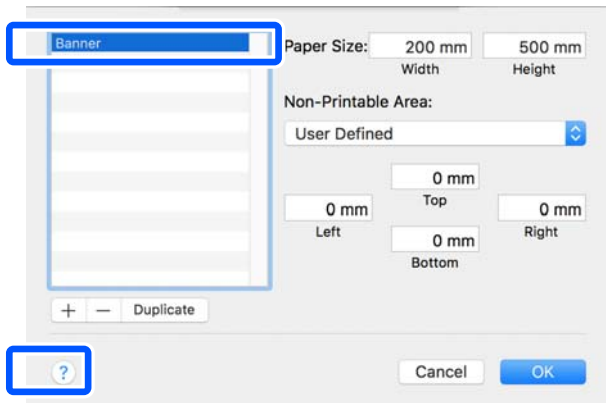 Banner
Paper Size: 200 mm 500 mm
Width Height
Non-Printable Area:
User Defined
0 mm
Top
0 mm 0 mm
Left Right
0 mm
Bottom
+ − Duplicate
? Cancel OK